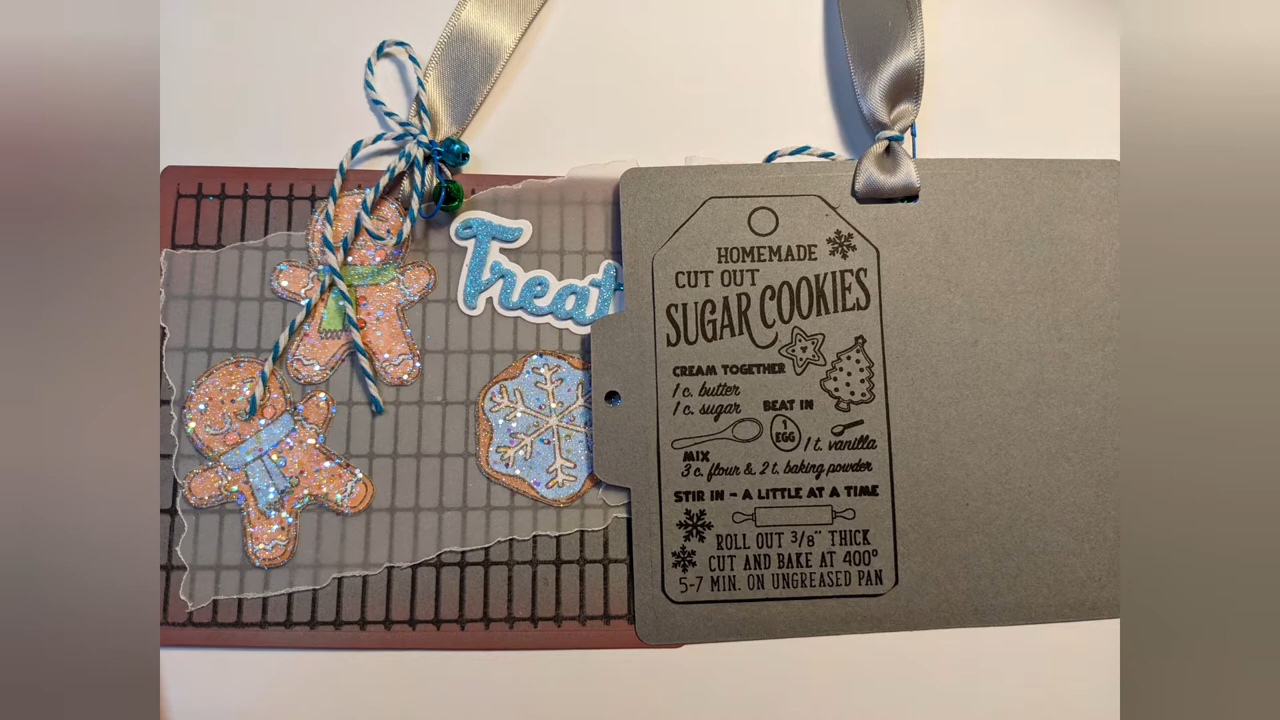 Treat
HOMEMADE
CUT OUT
SUGAR COOKIES
CREAM TOGETHER
1 c. butter
1 c. sugar
BEAT IN
1
EGG
1 t. vanilla
MIX
3 c. flour & 2 t. baking powder
STIR IN - A LITTLE AT A TIME
ROLL OUT 3/8" THICK
CUT AND BAKE AT 400°
5-7 MIN. ON UNGREASED PAN